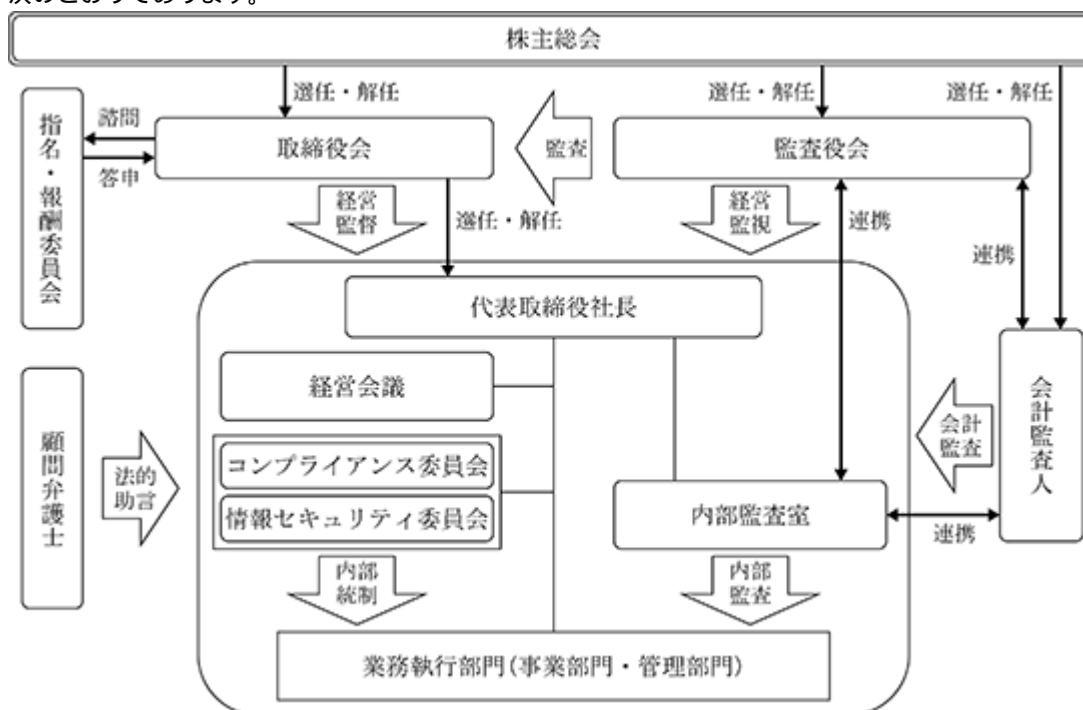 次のとおりであります。
株主総会
選任・解任
選任・解任
選任・解任
指名・報酬委員会
諮問
答申
取締役会
監査
監査役会
経営
監督
選任・解任
経営
監視
連携
連携
代表取締役社長
経営会議
コンプライアンス委員会
情報セキュリティ委員会
顧問弁護士
法的
助言
内部監査室
会計
監査
会計監査人
連携
内部
統制
内部
監査
業務執行部門(事業部門・管理部門)